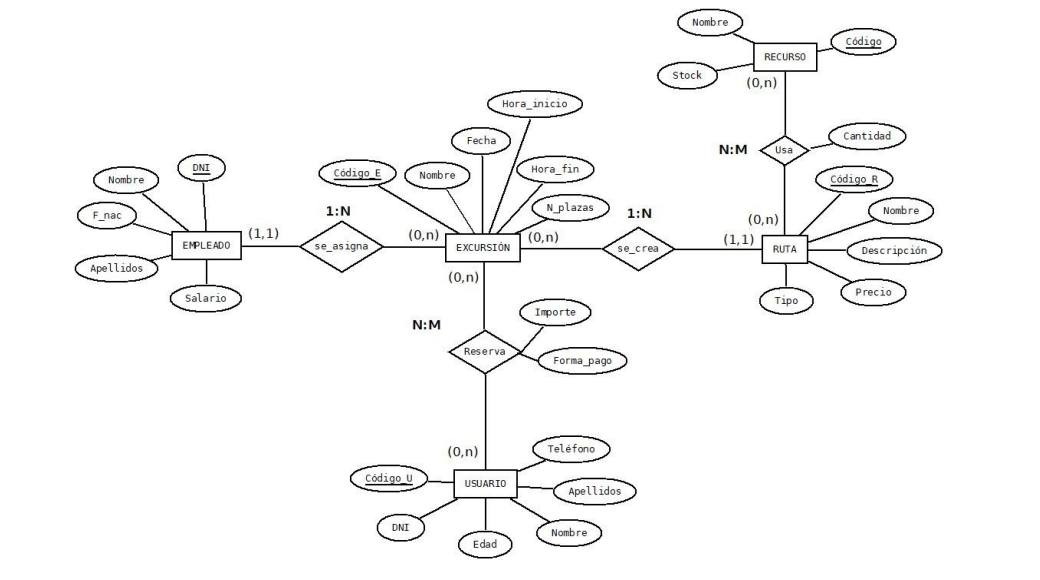 Nombre
Código
RECURSO
Stock
(0,n)
Hora_inicio
Cantidad
N:M
Usa
Fecha
DNI
Código_E
Nombre
Hora_fin
Nombre
Código_R
F_nac
N_plazas
Nombre
1:N
1:N
(0,n)
(1,1)
(0,n)
(0,n)
(1,1)
EMPLEADO
se_asigna
EXCURSIÓN
se_crea
RUTA
Descripción
Apellidos
(0,n)
Salario
Tipo
Precio
Importe
N:M
Reserva
Forma_pago
(0,n)
Teléfono
Código_U
USUARIO
Apellidos
DNI
Edad
Nombre